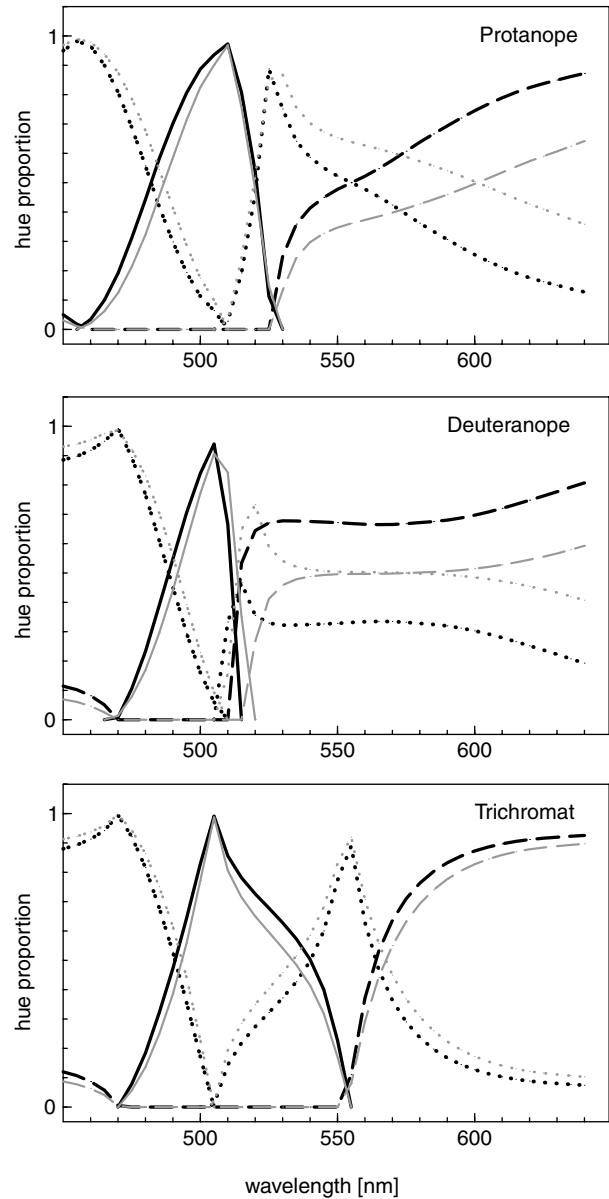 Protanope
1
hue proportion
0
500 550 600
Deuteranope
1
hue proportion
0
500 550 600
Trichromat
1
hue proportion
0
500 550 600
wavelength [nm]